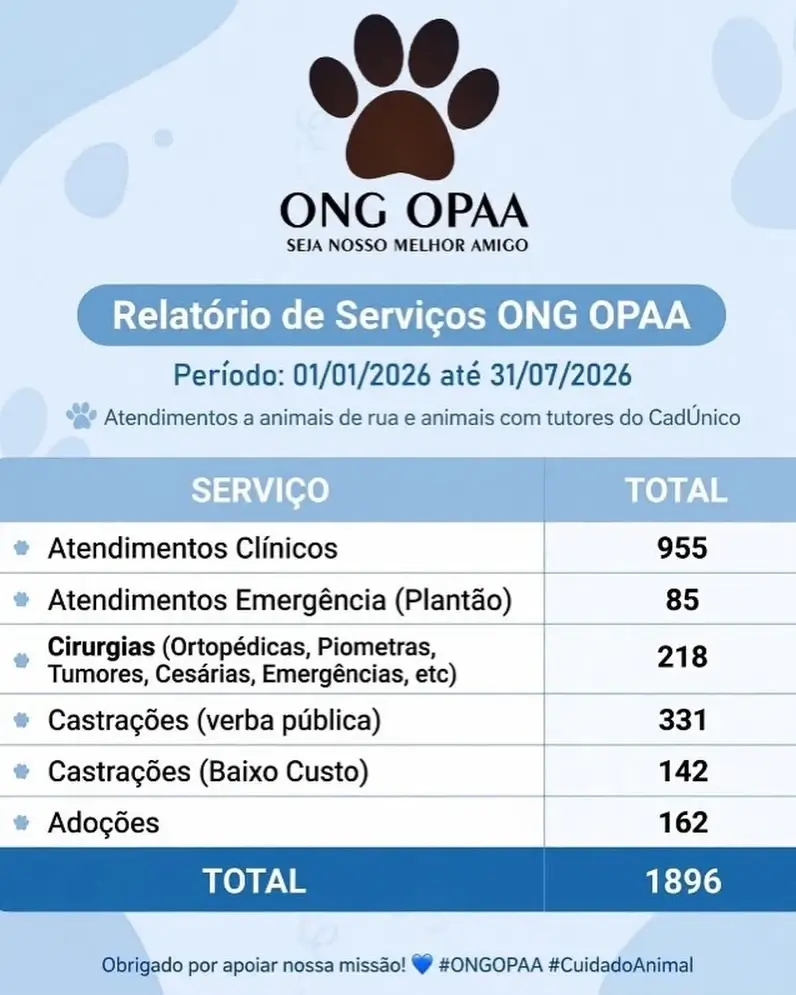 ONG OPAA
SEJA NOSSO MELHOR AMIGO
Relatório de Serviços ONG OPAA
Período: 01/01/2026 até 31/07/2026
Atendimentos a animais de rua e animais com tutores do CadÚnico
SERVIÇO TOTAL
Atendimentos Clínicos 955
Atendimentos Emergência (Plantão) 85
Cirurgias (Ortopédicas, Piometras,
Tumores, Cesárias, Emergências, etc) 218
Castrações (verba pública) 331
Castrações (Baixo Custo) 142
Adoções 162
TOTAL 1896
Obrigado por apoiar nossa missão! 💙 #ONGOPAA #CuidadoAnimal